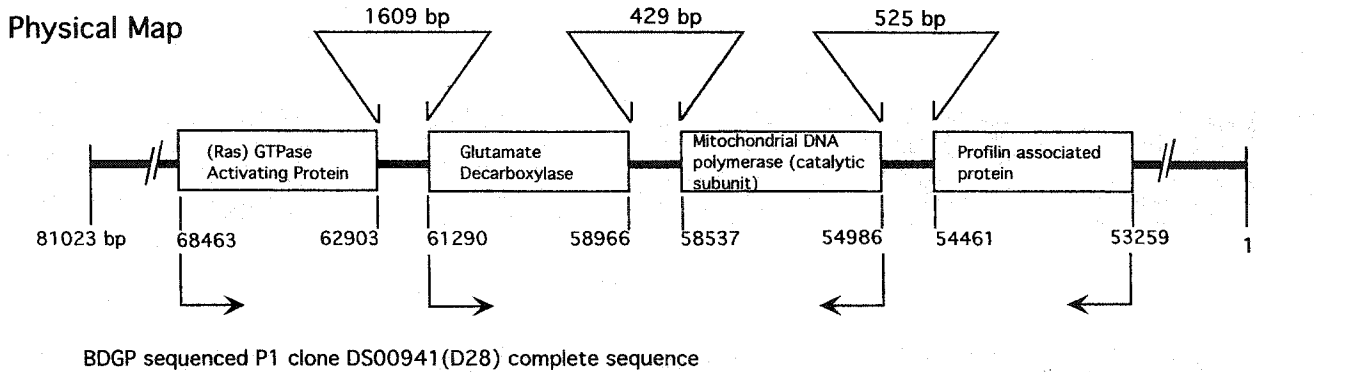 Physical Map
1609 bp
429 bp
525 bp
(Ras) GTPase
Activating Protein
Glutamate
Decarboxylase
Mitochondrial DNA
polymerase (catalytic
subunit)
Profilin associated
protein
81023 bp
68463
62903
61290
58966
58537
54986
54461
53259
1
BDGP sequenced P1 clone DS00941(D28) complete sequence